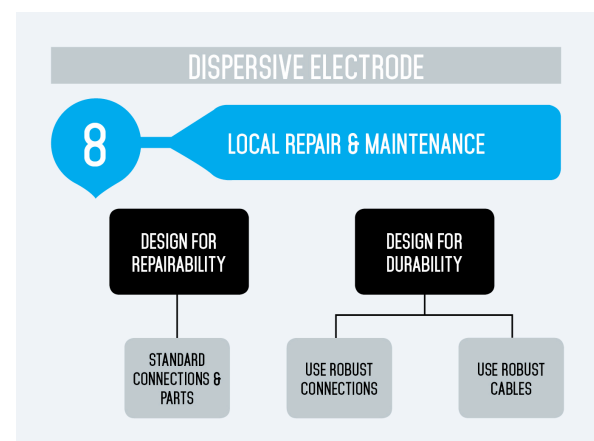 DISPERSIVE ELECTRODE
8
LOCAL REPAIR & MAINTENANCE
DESIGN FOR
REPAIRABILITY
DESIGN FOR
DURABILITY
STANDARD
CONNECTIONS &
PARTS
USE ROBUST
CONNECTIONS
USE ROBUST
CABLES